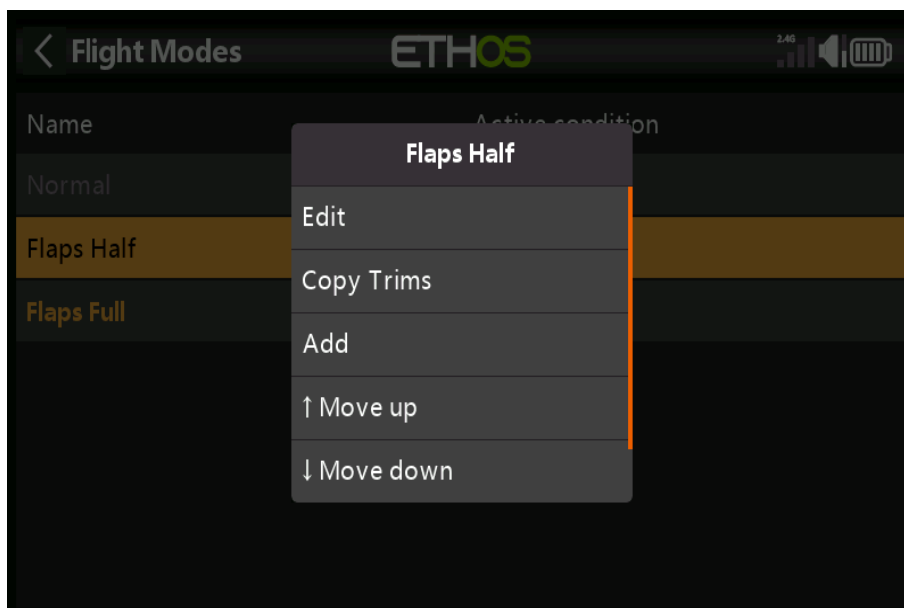 Flight Modes ETHOS 2.4G
Name Active condition
Flaps Half
Normal
Edit
Flaps Half
Copy Trims
Flaps Full
Add
↑ Move up
↓ Move down